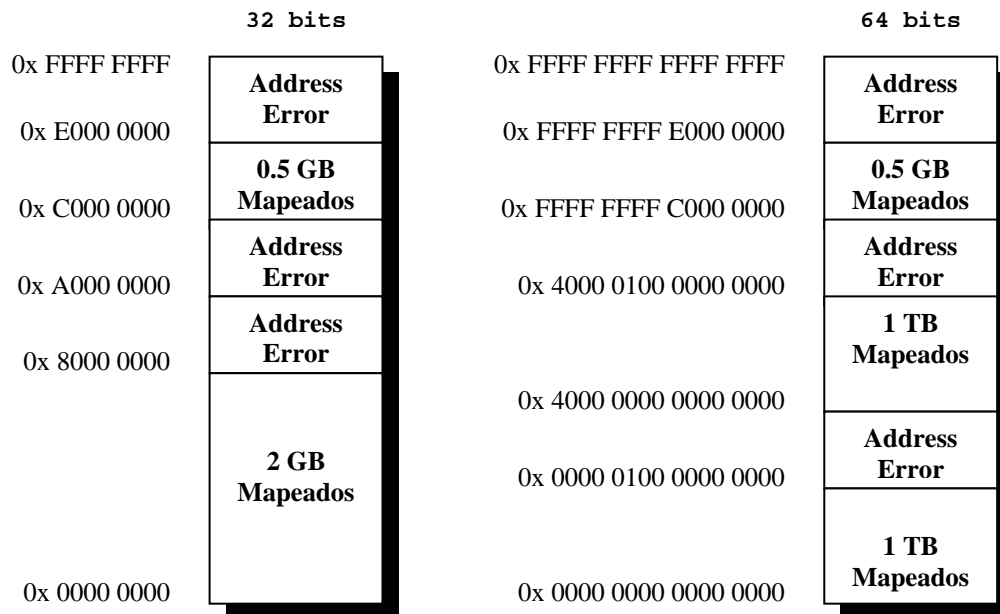 32 bits
0x FFFF FFFF
Address
Error
0x E000 0000
0.5 GB
Mapeados
0x C000 0000
Address
Error
0x A000 0000
Address
Error
0x 8000 0000
2 GB
Mapeados
0x 0000 0000
64 bits
0x FFFF FFFF FFFF FFFF
Address
Error
0x FFFF FFFF E000 0000
0.5 GB
Mapeados
0x FFFF FFFF C000 0000
Address
Error
0x 4000 0100 0000 0000
1 TB
Mapeados
0x 4000 0000 0000 0000
Address
Error
0x 0000 0100 0000 0000
1 TB
Mapeados
0x 0000 0000 0000 0000